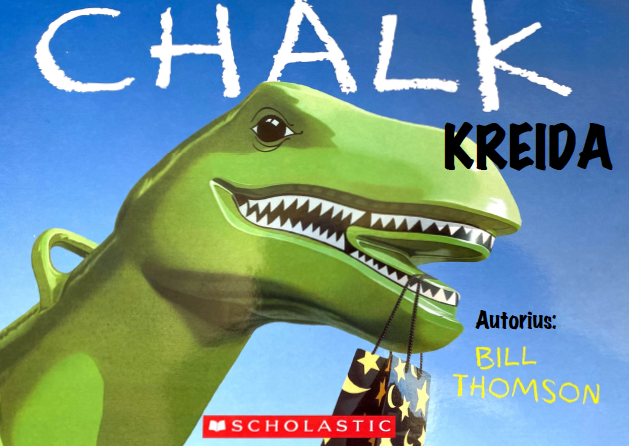 CHALK
KREIDA
Autorius:
BILL
THOMSON
SCHOLASTIC